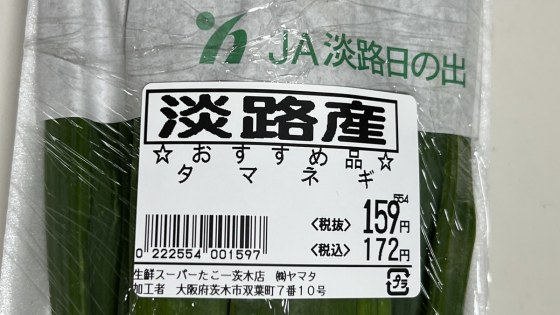 JA淡路日の出
淡路産
☆おすすめ品☆
タマネギ
554
〈税抜〉 159円
〈税込〉 172円
0 222554 001597
生鮮スーパーたこ一茨木店 ㈱ヤマタ
加工者 大阪府茨木市双葉町7番10号
プラ